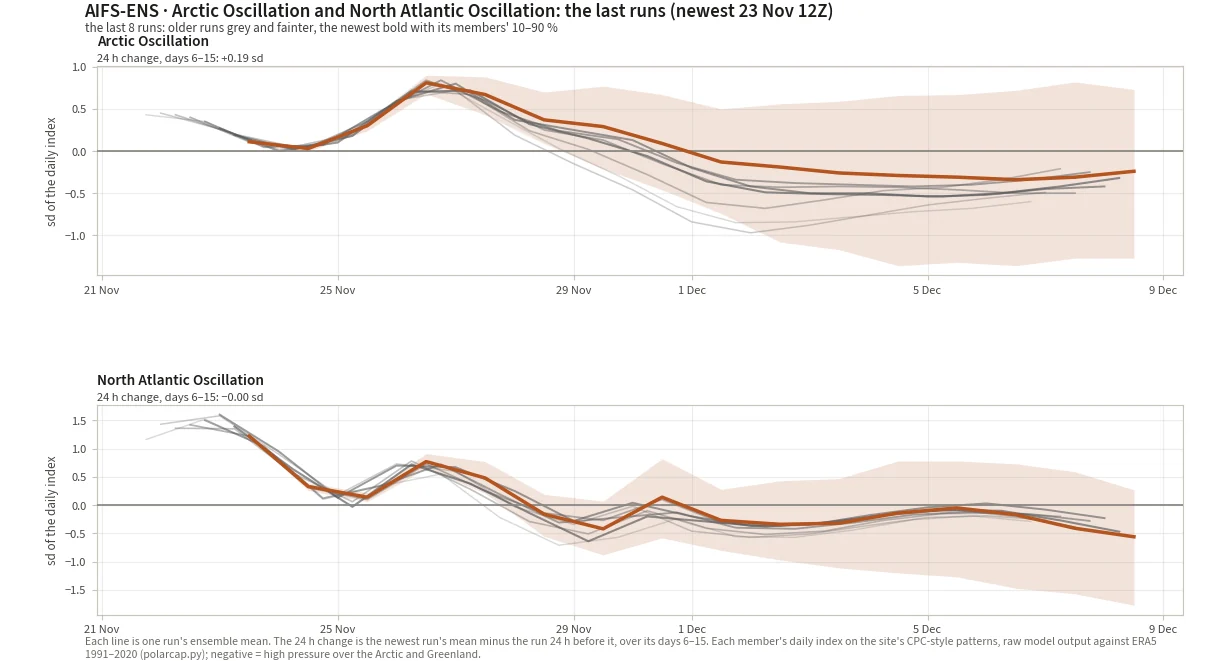 AIFS-ENS · Arctic Oscillation and North Atlantic Oscillation: the last runs (newest 23 Nov 12Z)
the last 8 runs: older runs grey and fainter, the newest bold with its members' 10–90 %
Arctic Oscillation
24 h change, days 6–15: +0.19 sd
sd of the daily index
1.0
0.5
0.0
−0.5
−1.0
21 Nov 25 Nov 29 Nov 1 Dec 5 Dec 9 Dec
North Atlantic Oscillation
24 h change, days 6–15: −0.00 sd
sd of the daily index
1.5
1.0
0.5
0.0
−0.5
−1.0
−1.5
21 Nov 25 Nov 29 Nov 1 Dec 5 Dec 9 Dec
Each line is one run's ensemble mean. The 24 h change is the newest run's mean minus the run 24 h before it, over its days 6–15. Each member's daily index on the site's CPC-style patterns, raw model output against ERA5
1991–2020 (polarcap.py); negative = high pressure over the Arctic and Greenland.